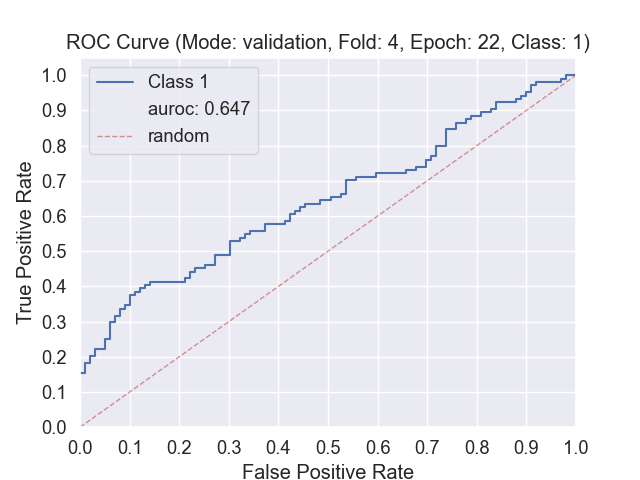 ROC Curve (Mode: validation, Fold: 4, Epoch: 22, Class: 1)
Class 1
auroc: 0.647
random
True Positive Rate
1.0
0.9
0.8
0.7
0.6
0.5
0.4
0.3
0.2
0.1
0.0
0.0 0.1 0.2 0.3 0.4 0.5 0.6 0.7 0.8 0.9 1.0
False Positive Rate